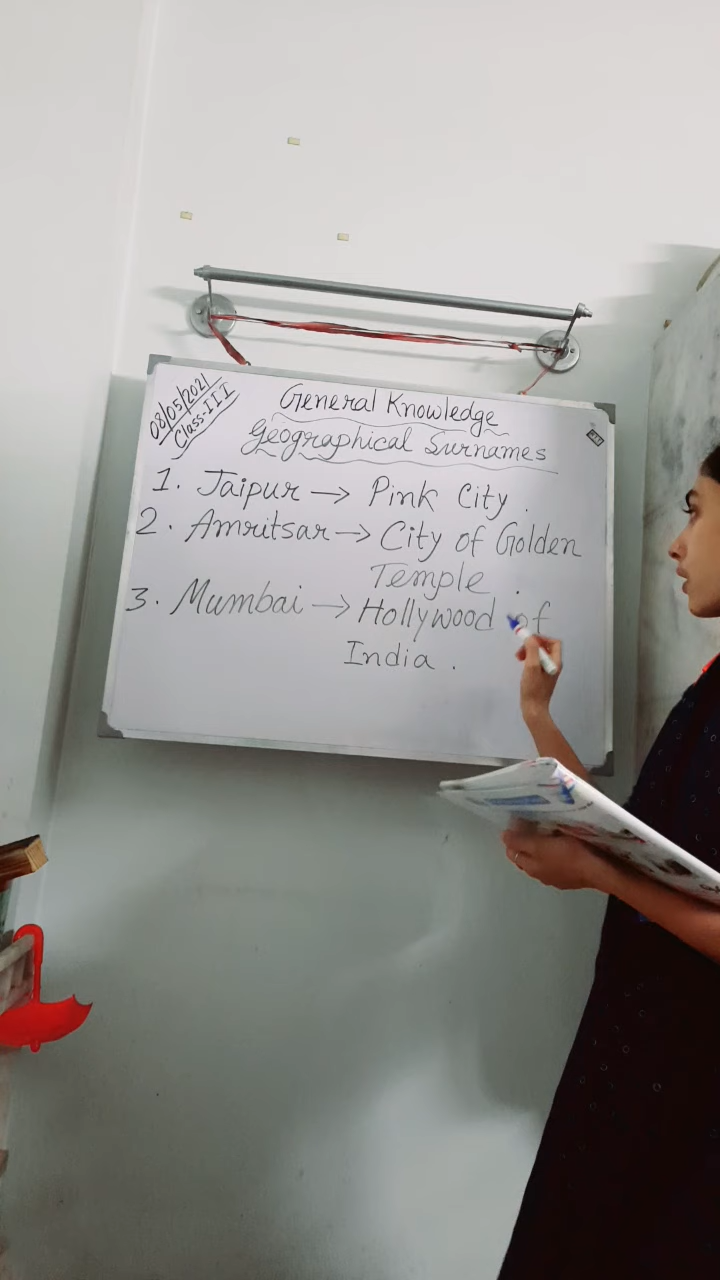 08/05/2021
Class-III
General Knowledge
Geographical Surnames
1. Jaipur → Pink City.
2. Amritsar → City of Golden
Temple.
3. Mumbai → Hollywood of
India.